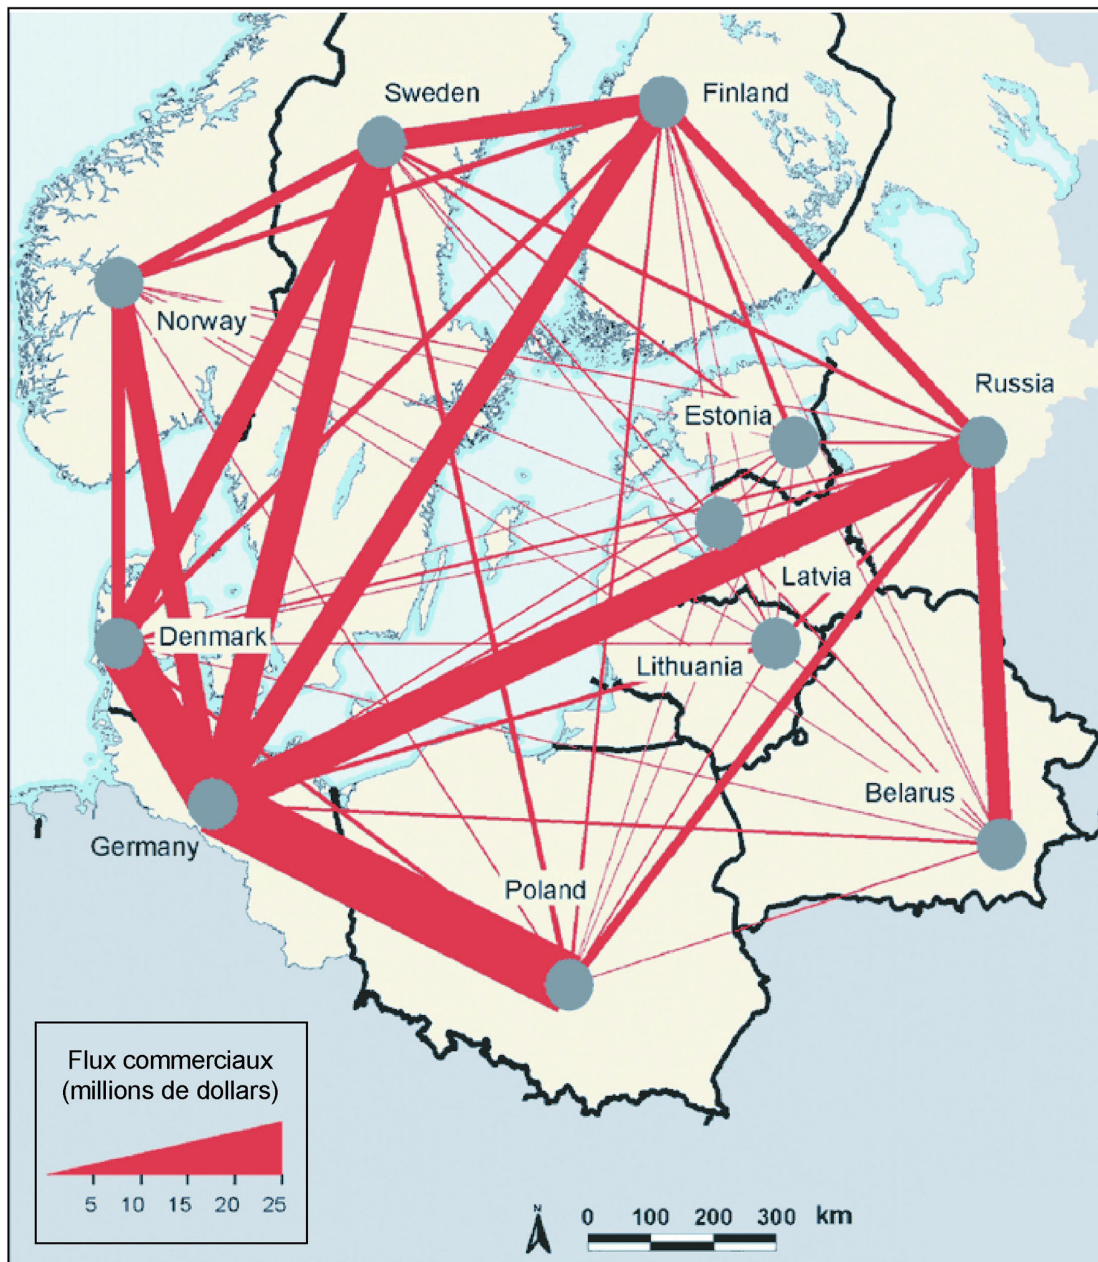 Sweden
Finland
Norway
Russia
Estonia
Latvia
Denmark
Lithuania
Belarus
Germany
Poland
Flux commerciaux
(millions de dollars)
5 10 15 20 25
N
0 100 200 300 km